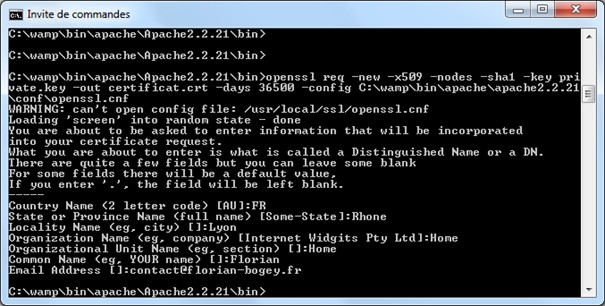 Invite de commandes
C:\wamp\bin\apache\Apache2.2.21\bin>
C:\wamp\bin\apache\Apache2.2.21\bin>
C:\wamp\bin\apache\Apache2.2.21\bin>openssl req -new -x509 -nodes -sha1 -key pri
vate.key -out certificat.crt -days 36500 -config C:\wamp\bin\apache\apache2.2.21
\conf\openssl.cnf
WARNING: can't open config file: /usr/local/ssl/openssl.cnf
Loading 'screen' into random state - done
You are about to be asked to enter information that will be incorporated
into your certificate request.
What you are about to enter is what is called a Distinguished Name or a DN.
There are quite a few fields but you can leave some blank
For some fields there will be a default value,
If you enter '.', the field will be left blank.
-----
Country Name (2 letter code) [AU]:FR
State or Province Name (full name) [Some-State]:Rhone
Locality Name (eg, city) []:Lyon
Organization Name (eg, company) [Internet Widgits Pty Ltd]:Home
Organizational Unit Name (eg, section) []:Home
Common Name (eg, YOUR name) []:Florian
Email Address []:contact@florian-bogey.fr
C:\wamp\bin\apache\Apache2.2.21\bin>